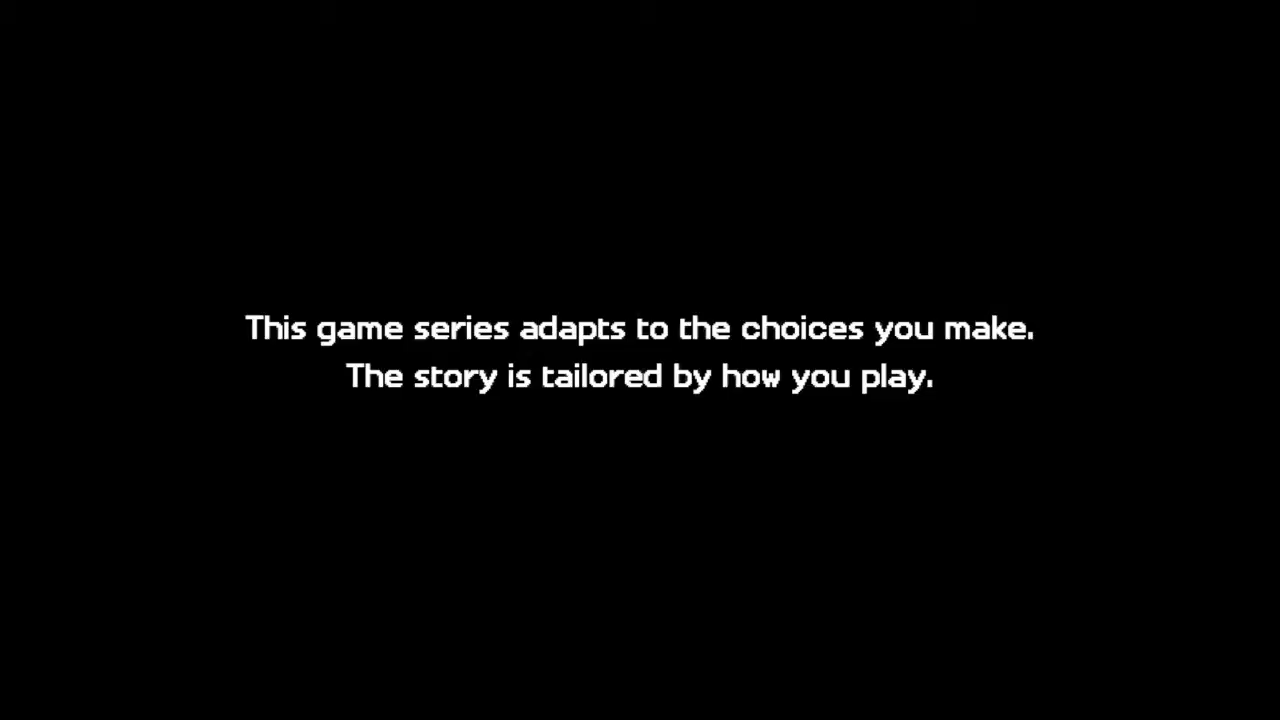 This game series adapts to the choices you make.
The story is tailored by how you play.